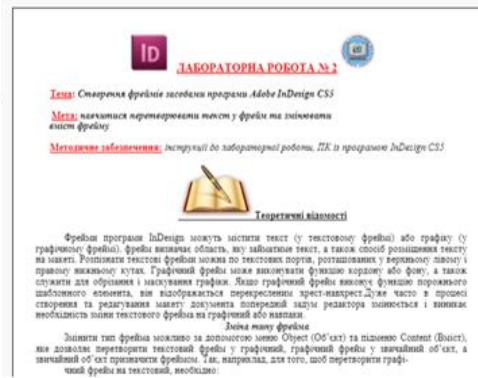 ID
ЛАБОРАТОРНА РОБОТА № 2
Тема: Створення фреймів засобами програми Adobe InDesign CS5
Мета: навчитися перетворювати текст у фрейм та змінювати
вміст фрейму
Методичне забезпечення: інструкції до лабораторної роботи, ПК із програмою InDesign CS5
Теоретичні відомості
Фрейми програми InDesign можуть містити текст (у текстовому фреймі) або графіку (у
графічному фреймі). фрейм визначає область, яку займатиме текст, а також спосіб розміщення тексту
на макеті. Розпізнати текстові фрейми можна по текстових портів, розташованих у верхньому лівому і
правому нижньому кутах. Графічний фрейм може виконувати функцію кордону або фону, а також
служити для обрізання і маскування графіки. Якщо графічний фрейм виконує функцію порожнього
шаблонного елемента, він відображається перекресленим хрест-навхрест.Дуже часто в процесі
створення та редагування макету документа попередній задум редактора змінюється і виникає
необхідність зміни текстового фрейма на графічний або навпаки.
Зміна типу фрейма
Змінити тип фрейма можливо за допомогою меню Object (Об'єкт) та підменю Content (Вміст),
яке дозволяє перетворити текстовий фрейм у графічний, графічний фрейм у звичайний об'єкт, а
звичайний об'єкт призначити фреймом. Так, наприклад, для того, щоб перетворити графі-
чний фрейм на текстовий, необхідно: